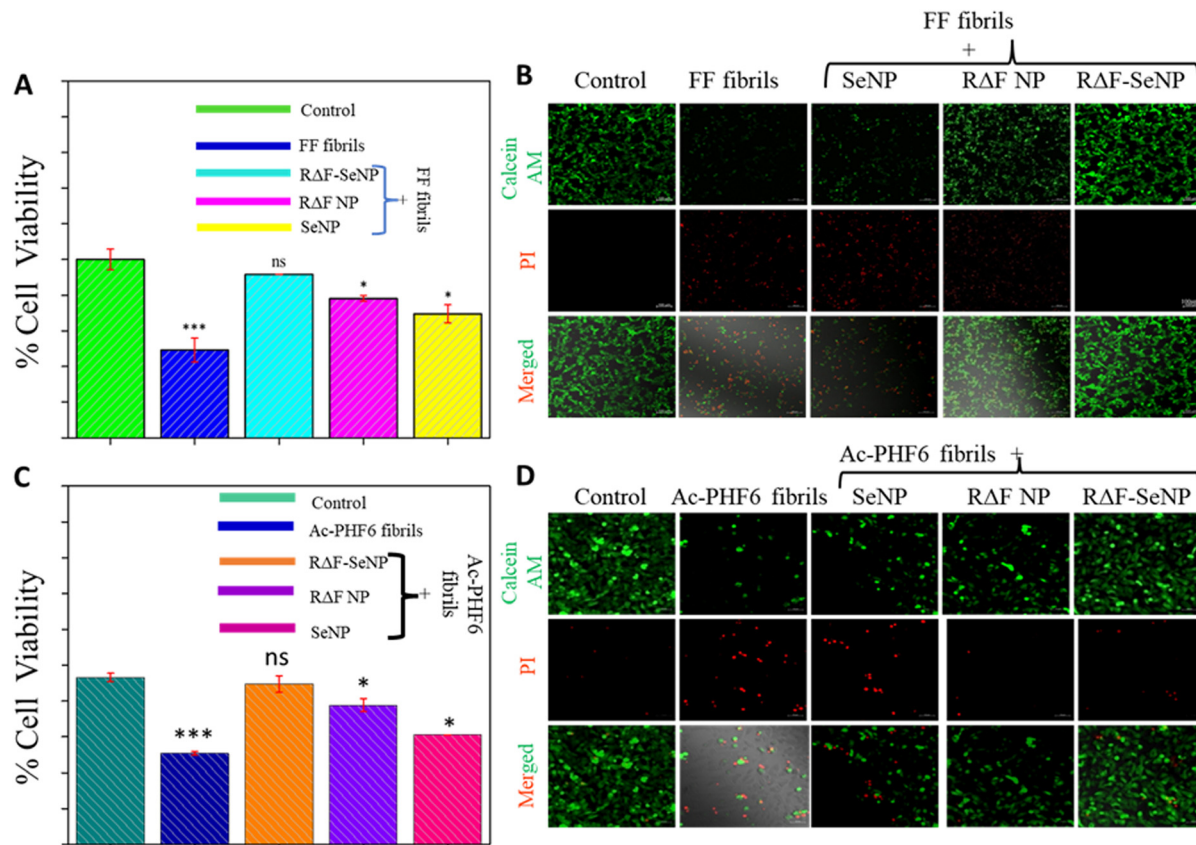 A
% Cell Viability
Control
FF fibrils
RΔF-SeNP
RΔF NP
SeNP
+
FF fibrils
***
ns
*
*
B
FF fibrils
+
Control
FF fibrils
SeNP
RΔF NP
RΔF-SeNP
Calcein
AM
PI
Merged
C
% Cell Viability
Control
Ac-PHF6 fibrils
RΔF-SeNP
RΔF NP
SeNP
+
Ac-PHF6
fibrils
***
ns
*
*
D
Ac-PHF6 fibrils +
Control
Ac-PHF6 fibrils
SeNP
RΔF NP
RΔF-SeNP
Calcein
AM
PI
Merged